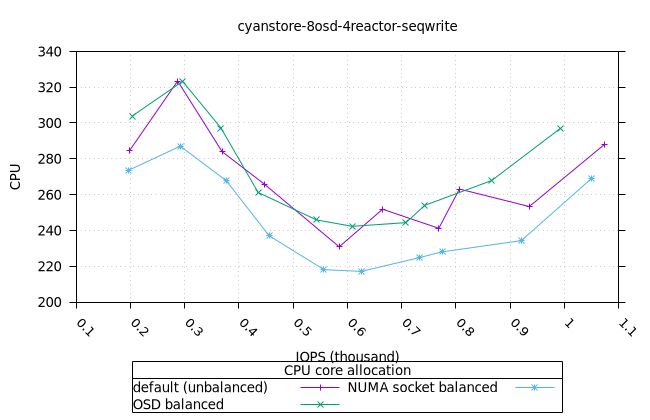 cyanstore-8osd-4reactor-seqwrite
340
320
300
280
260
240
220
200
CPU
0.1 0.2 0.3 0.4 0.5 0.6 0.7 0.8 0.9 1 1.1
IOPS (thousand)
CPU core allocation
default (unbalanced) NUMA socket balanced
OSD balanced